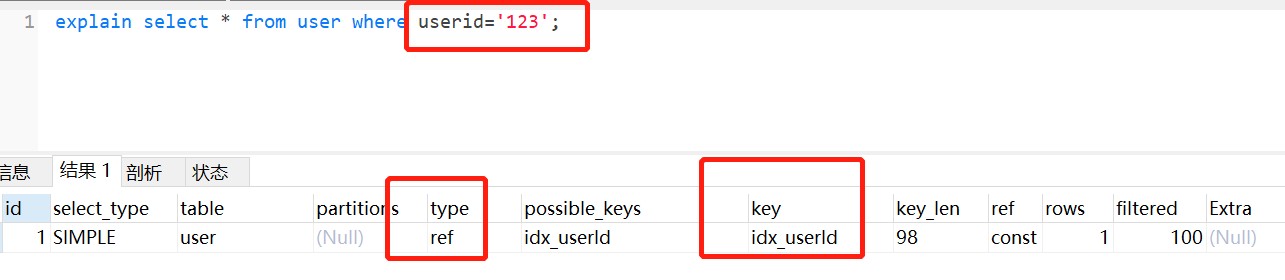 1 explain select * from user where userid='123';
信息 结果 1 剖析 状态
id select_type table partitions type possible_keys key key_len ref rows filtered Extra
1 SIMPLE user (Null) ref idx_userId idx_userId 98 const 1 100 (Null)